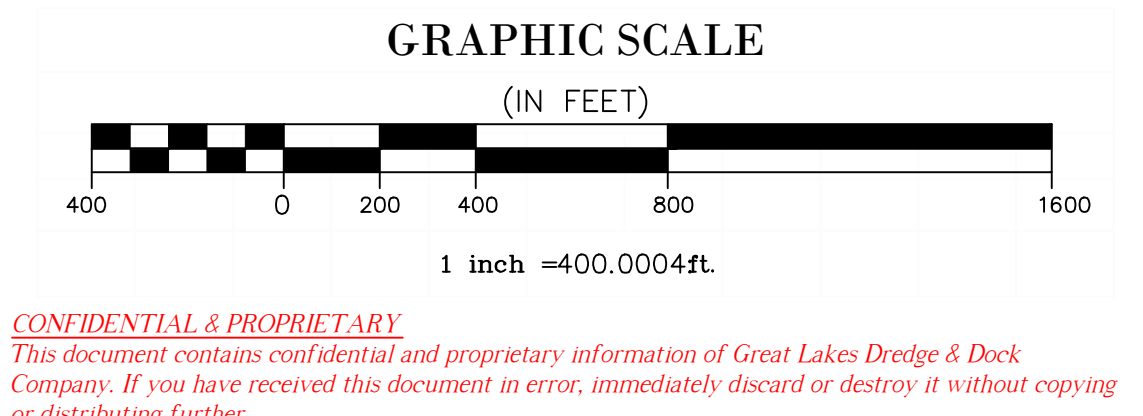 GRAPHIC SCALE
(IN FEET)
400 0 200 400 800 1600
1 inch =400.0004ft.
CONFIDENTIAL & PROPRIETARY
This document contains confidential and proprietary information of Great Lakes Dredge & Dock
Company. If you have received this document in error, immediately discard or destroy it without copying
or distributing further